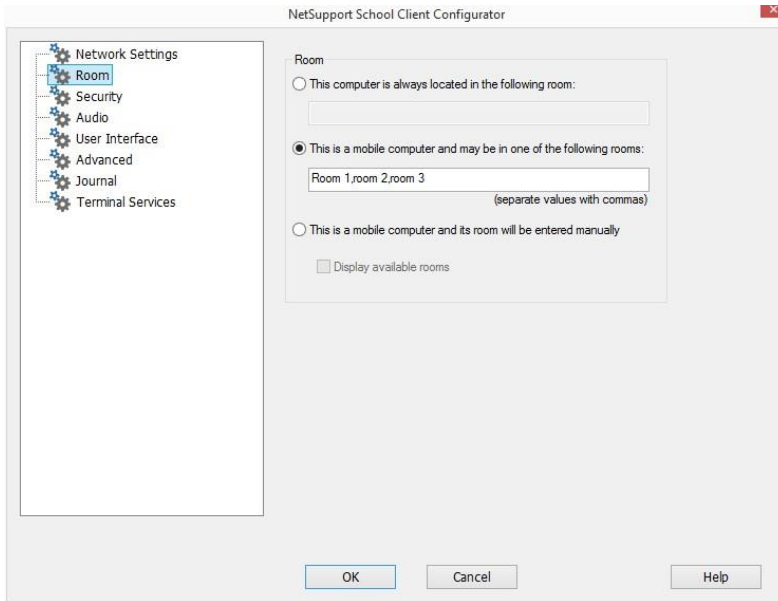 NetSupport School Client Configurator
Network Settings
Room
Security
Audio
User Interface
Advanced
Journal
Terminal Services
Room
This computer is always located in the following room:
This is a mobile computer and may be in one of the following rooms:
Room 1,room 2,room 3
(separate values with commas)
This is a mobile computer and its room will be entered manually
Display available rooms
OK
Cancel
Help